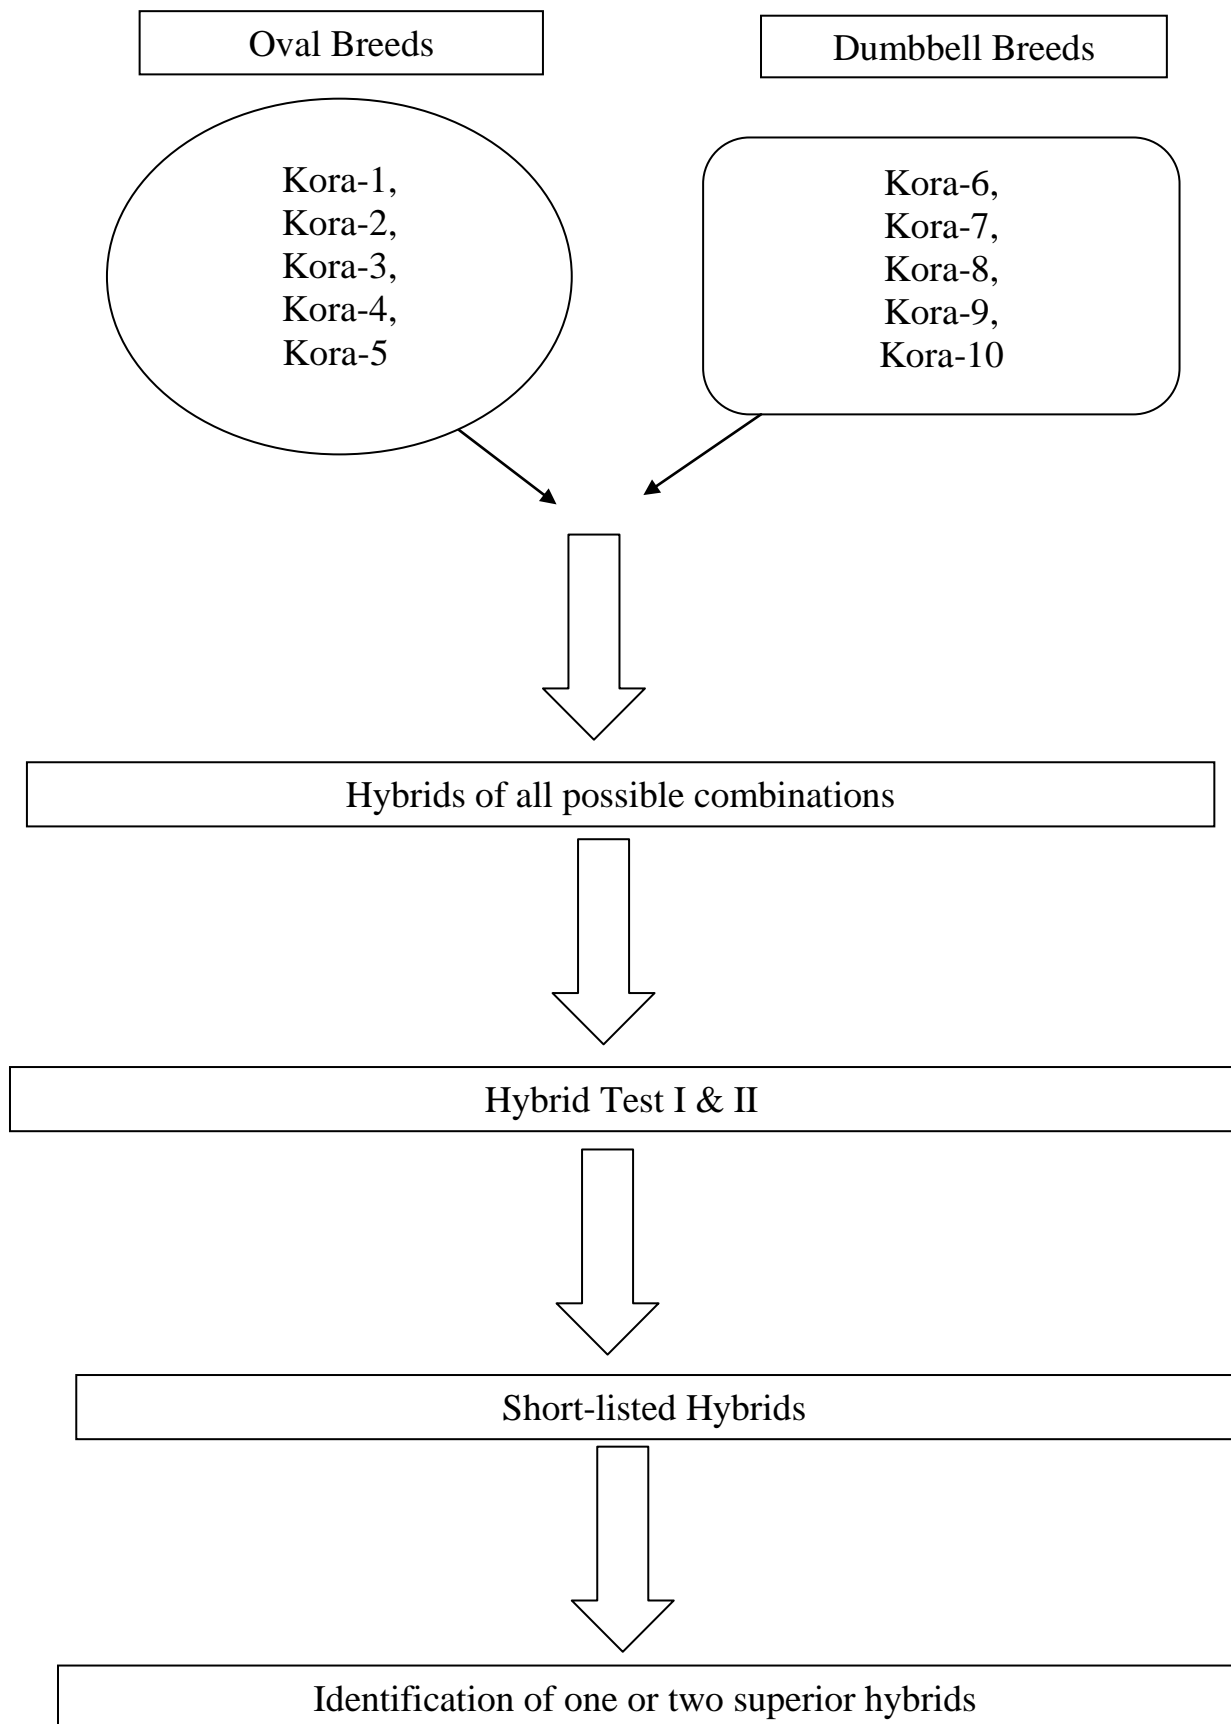 Oval Breeds
Dumbbell Breeds
Kora-1,
Kora-2,
Kora-3,
Kora-4,
Kora-5
Kora-6,
Kora-7,
Kora-8,
Kora-9,
Kora-10
Hybrids of all possible combinations
Hybrid Test I & II
Short-listed Hybrids
Identification of one or two superior hybrids